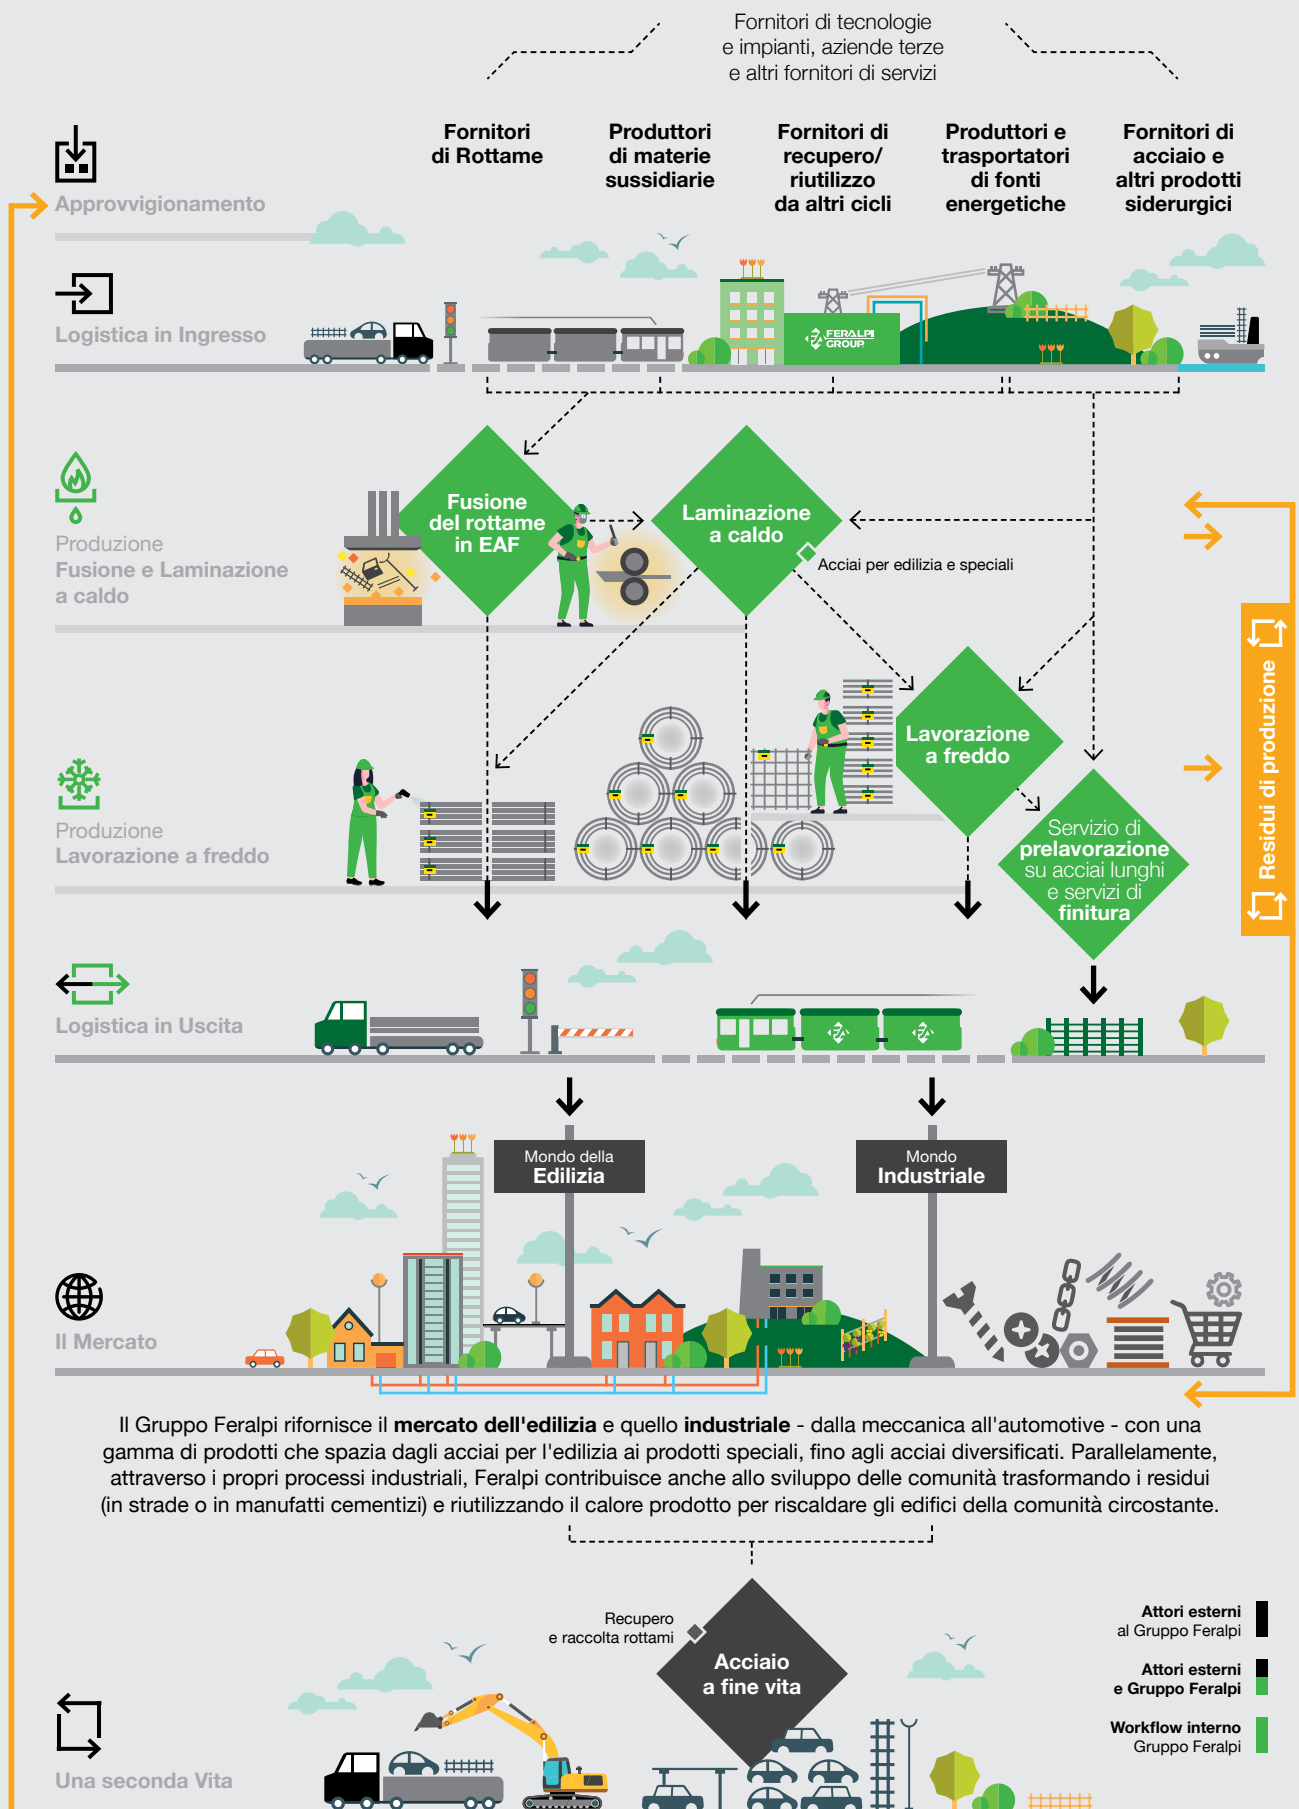 Fornitori di tecnologie
e impianti, aziende terze
e altri fornitori di servizi
Fornitori
di Rottame
Produttori
di materie
sussidiarie
Fornitori di
recupero/
riutilizzo
da altri cicli
Produttori e
trasportatori
di fonti
energetiche
Fornitori di
acciaio e
altri prodotti
siderurgici
Approvvigionamento
Logistica in Ingresso
FERALPI
GROUP
Fusione
del rottame
in EAF
Laminazione
a caldo
Acciai per edilizia e speciali
Produzione
Fusione e Laminazione
a caldo
Residui di produzione
Lavorazione
a freddo
Produzione
Lavorazione a freddo
Servizio di
prelavorazione
su acciai lunghi
e servizi di
finitura
Logistica in Uscita
Mondo della
Edilizia
Mondo
Industriale
Il Mercato
Il Gruppo Feralpi rifornisce il mercato dell'edilizia e quello industriale - dalla meccanica all'automotive - con una
gamma di prodotti che spazia dagli acciai per l'edilizia ai prodotti speciali, fino agli acciai diversificati. Parallelamente,
attraverso i propri processi industriali, Feralpi contribuisce anche allo sviluppo delle comunità trasformando i residui
(in strade o in manufatti cementizi) e riutilizzando il calore prodotto per riscaldare gli edifici della comunità circostante.
Recupero
e raccolta rottami
Acciaio
a fine vita
Attori esterni
al Gruppo Feralpi
Attori esterni
e Gruppo Feralpi
Workflow interno
Gruppo Feralpi
Una seconda Vita